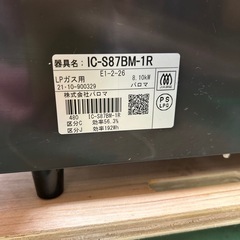 器具名: IC-S87BM-1R
E1-2-26
LPガス用 8.10kW
21-10-900329 パロマ
株式会社パロマ
480 IC-S87BM-1R
区分C 効率56.3%
区分J 効率192Wh
PS
LPG